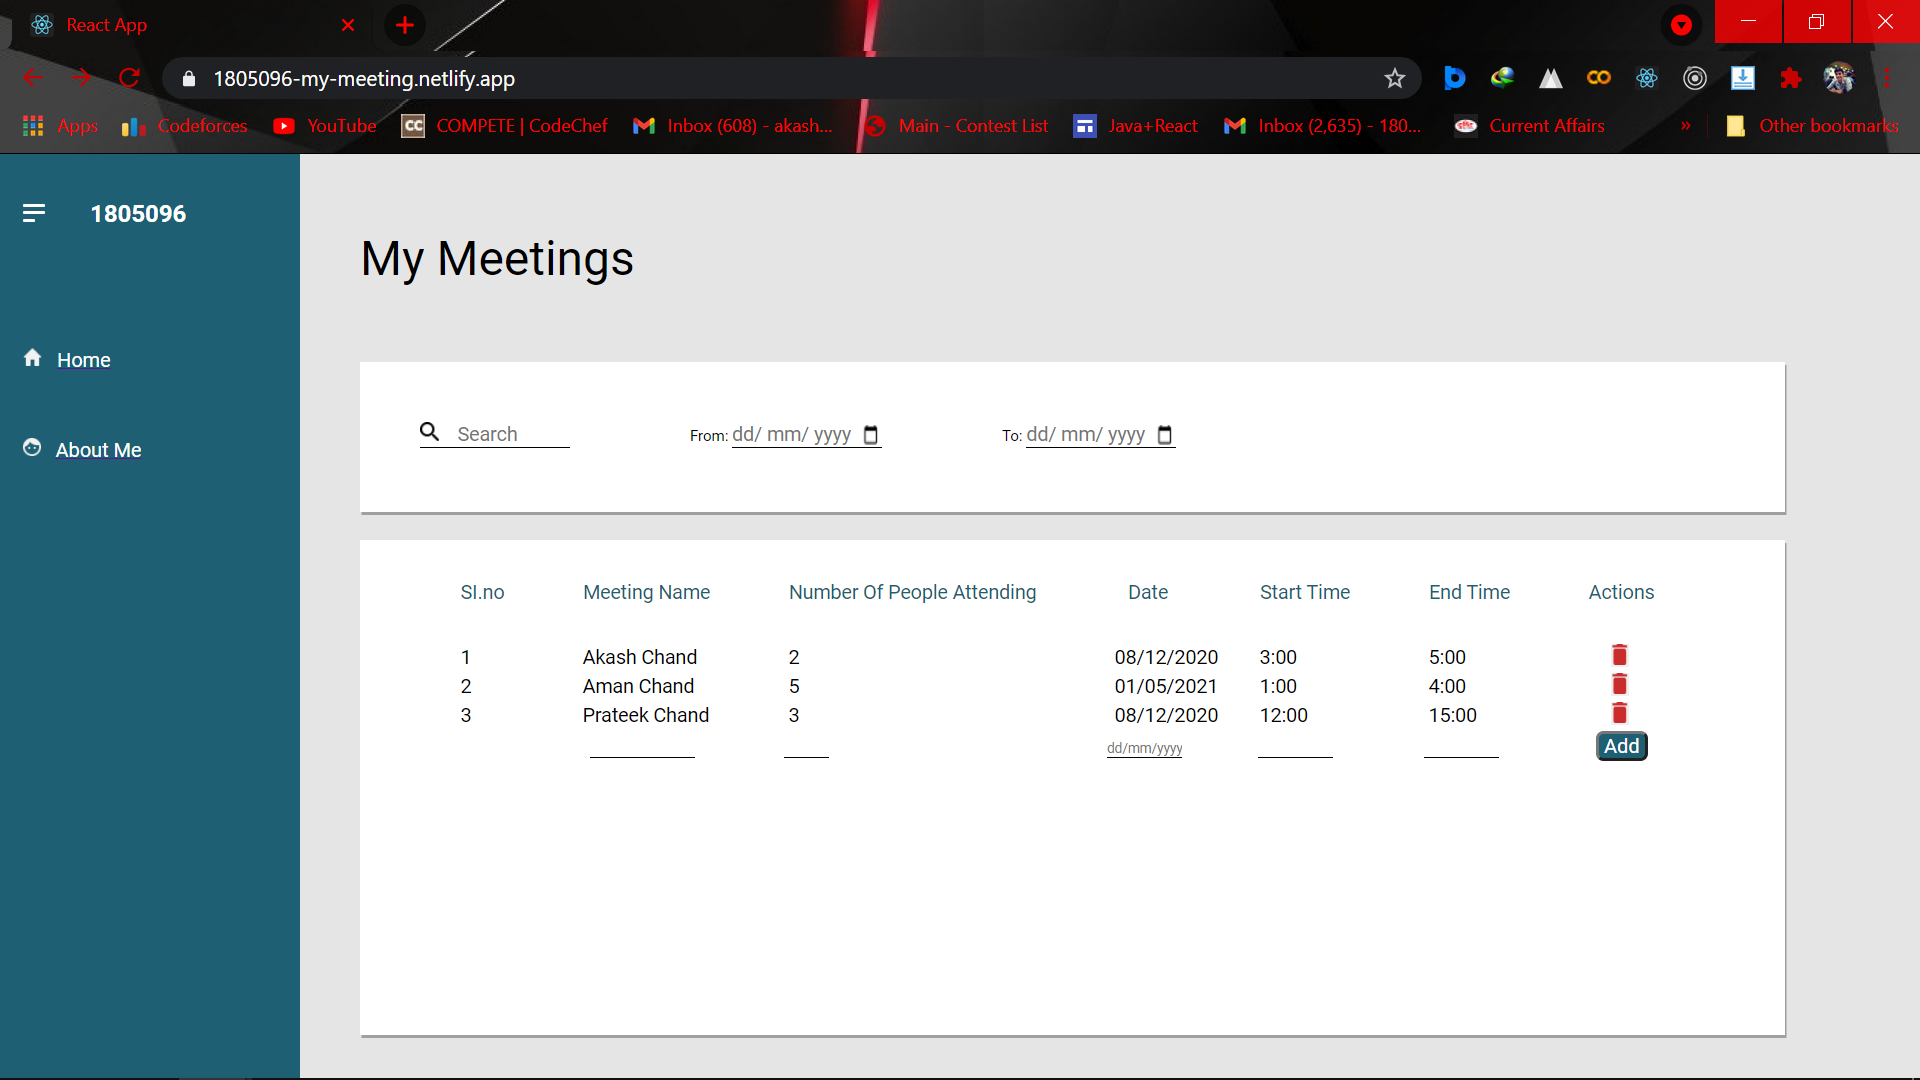 React App
1805096-my-meeting.netlify.app
Apps Codeforces YouTube CC COMPETE | CodeChef Inbox (608) - akash... Main - Contest List Java+React Inbox (2,635) - 180... Current Affairs » Other bookmarks
1805096
My Meetings
Home
About Me
Search From: dd/mm/yyyy To: dd/mm/yyyy
Sl.no Meeting Name Number Of People Attending Date Start Time End Time Actions
1 Akash Chand 2 08/12/2020 3:00 5:00
2 Aman Chand 5 01/05/2021 1:00 4:00
3 Prateek Chand 3 08/12/2020 12:00 15:00
dd/mm/yyyy Add